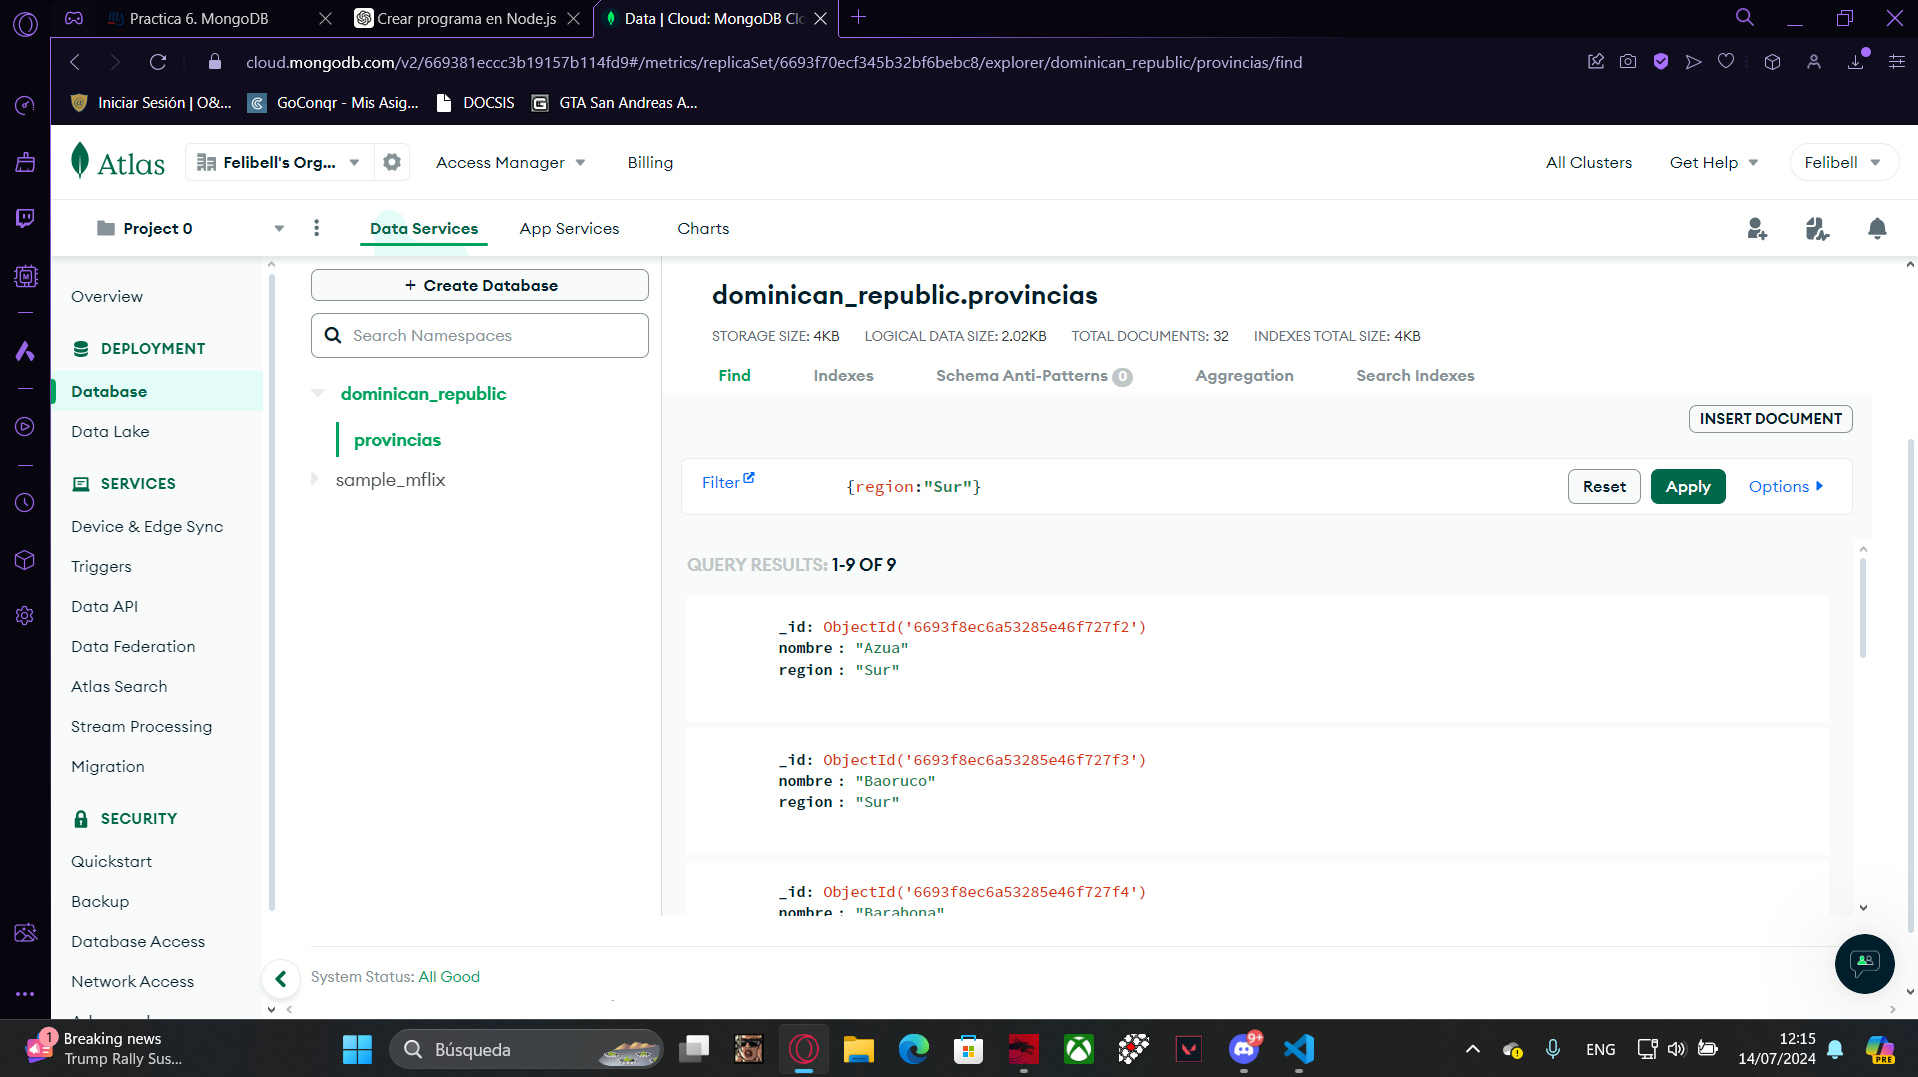 Practica 6. MongoDB
Crear programa en Node.js
Data | Cloud: MongoDB Clo
cloud.mongodb.com/v2/669381eccc3b19157b114fd9#/metrics/replicaSet/6693f70ecf345b32bf6bebc8/explorer/dominican_republic/provincias/find
Iniciar Sesión | O&...
GoConqr - Mis Asig...
DOCSIS
GTA San Andreas A...
Atlas
Felibell's Org...
Access Manager
Billing
All Clusters
Get Help
Felibell
Project 0
Data Services
App Services
Charts
Overview
DEPLOYMENT
Database
Data Lake
SERVICES
Device & Edge Sync
Triggers
Data API
Data Federation
Atlas Search
Stream Processing
Migration
SECURITY
Quickstart
Backup
Database Access
Network Access
+ Create Database
Search Namespaces
dominican_republic
provincias
sample_mflix
dominican_republic.provincias
STORAGE SIZE: 4KB LOGICAL DATA SIZE: 2.02KB TOTAL DOCUMENTS: 32 INDEXES TOTAL SIZE: 4KB
Find Indexes Schema Anti-Patterns 0 Aggregation Search Indexes
INSERT DOCUMENT
Filter {region:"Sur"} Reset Apply Options
QUERY RESULTS: 1-9 OF 9
_id: ObjectId('6693f8ec6a53285e46f727f2')
nombre : "Azua"
region : "Sur"
_id: ObjectId('6693f8ec6a53285e46f727f3')
nombre : "Baoruco"
region : "Sur"
_id: ObjectId('6693f8ec6a53285e46f727f4')
nombre : "Barahona"
System Status: All Good
1
Breaking news
Trump Rally Sus...
Búsqueda
9+
ENG
12:15
14/07/2024
PRE